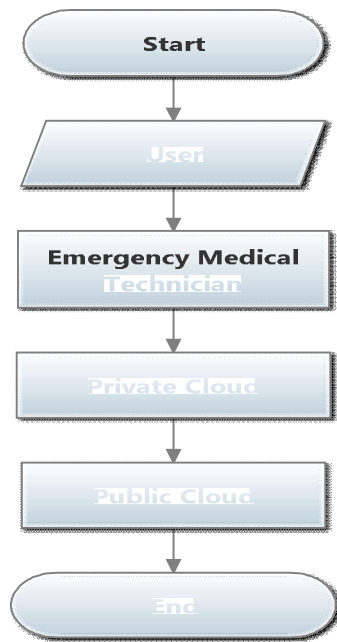 Start
User
Emergency Medical
Technician
Private Cloud
Public Cloud
End